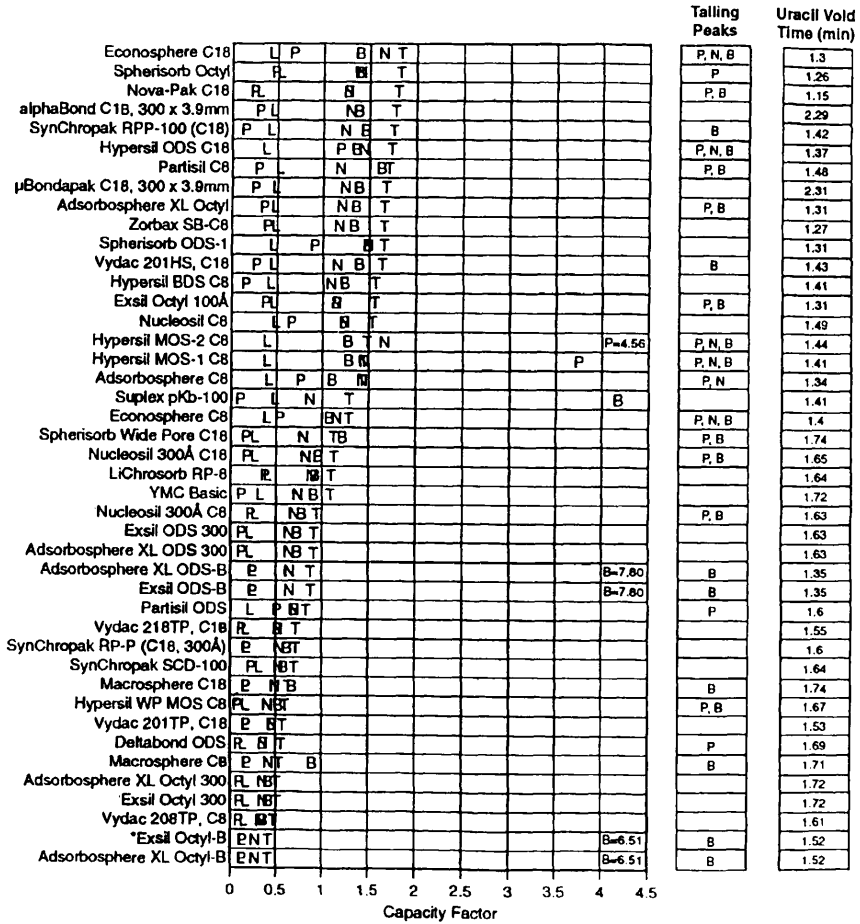 Tailing Peaks Uracil Void Time (min)
Econosphere C18 L P B N T P, N, B 1.3
Spherisorb Octyl T P 1.26
Nova-Pak C18 T P, B 1.15
alphaBond C18, 300 x 3.9mm P L N B T 2.29
SynChropak RPP-100 (C18) P L N B T B 1.42
Hypersil ODS C18 L P B N T P, N, B 1.37
Partisil C8 P L N B T P, B 1.48
µBondapak C18, 300 x 3.9mm P L N B T 2.31
Adsorbosphere XL Octyl P L N B T P, B 1.31
Zorbax SB-C8 P L N B T 1.27
Spherisorb ODS-1 L P T 1.31
Vydac 201HS, C18 P L N B T B 1.43
Hypersil BDS C8 P L N B T 1.41
Exsil Octyl 100Å P L T P, B 1.31
Nucleosil C8 L P T 1.49
Hypersil MOS-2 C8 L B T N P=4.56 P, N, B 1.44
Hypersil MOS-1 C8 L B P P, N, B 1.41
Adsorbosphere C8 L P B P, N 1.34
Suplex pKb-100 P L N T B 1.41
Econosphere C8 L P B N T P, N, B 1.4
Spherisorb Wide Pore C18 P L N T B P, B 1.74
Nucleosil 300Å C18 P L N B T P, B 1.65
LiChrosorb RP-8 T 1.64
YMC Basic P L N B T 1.72
Nucleosil 300Å C8 N B T P, B 1.63
Exsil ODS 300 P L N B T 1.63
Adsorbosphere XL ODS 300 P L N B T 1.63
Adsorbosphere XL ODS-B N T B=7.80 B 1.35
Exsil ODS-B N T B=7.80 B 1.35
Partisil ODS L P T P 1.6
Vydac 218TP, C18 T 1.55
SynChropak RP-P (C18, 300Å) N B T 1.6
SynChropak SCD-100 P L N B T 1.64
Macrosphere C18 N T B B 1.74
Hypersil WP MOS C8 P L N B T P, B 1.67
Vydac 201TP, C18 T 1.53
Deltabond ODS T P 1.69
Macrosphere C8 N T B B 1.71
Adsorbosphere XL Octyl 300 N B T 1.72
Exsil Octyl 300 N B T 1.72
Vydac 208TP, C8 T 1.61
*Exsil Octyl-B N T B=6.51 B 1.52
Adsorbosphere XL Octyl-B N T B=6.51 B 1.52
0 0.5 1 1.5 2 2.5 3 3.5 4 4.5
Capacity Factor